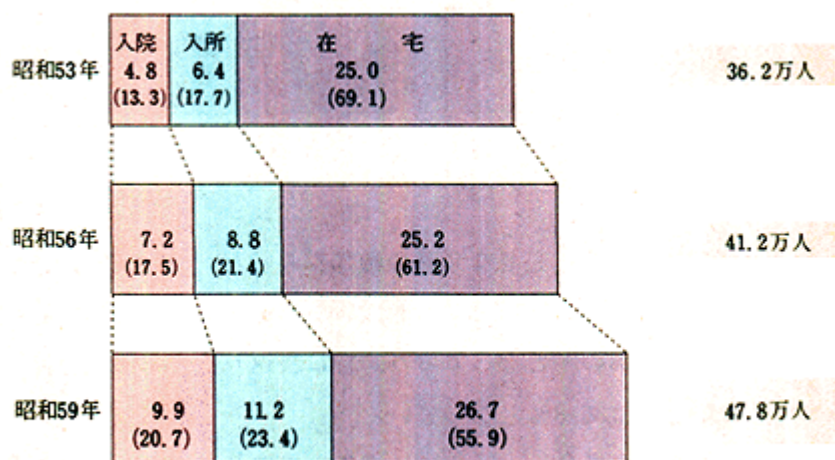 入院 入所 在 宅
昭和53年 4.8 6.4 25.0 36.2万人
(13.3) (17.7) (69.1)
昭和56年 7.2 8.8 25.2 41.2万人
(17.5) (21.4) (61.2)
昭和59年 9.9 11.2 26.7 47.8万人
(20.7) (23.4) (55.9)